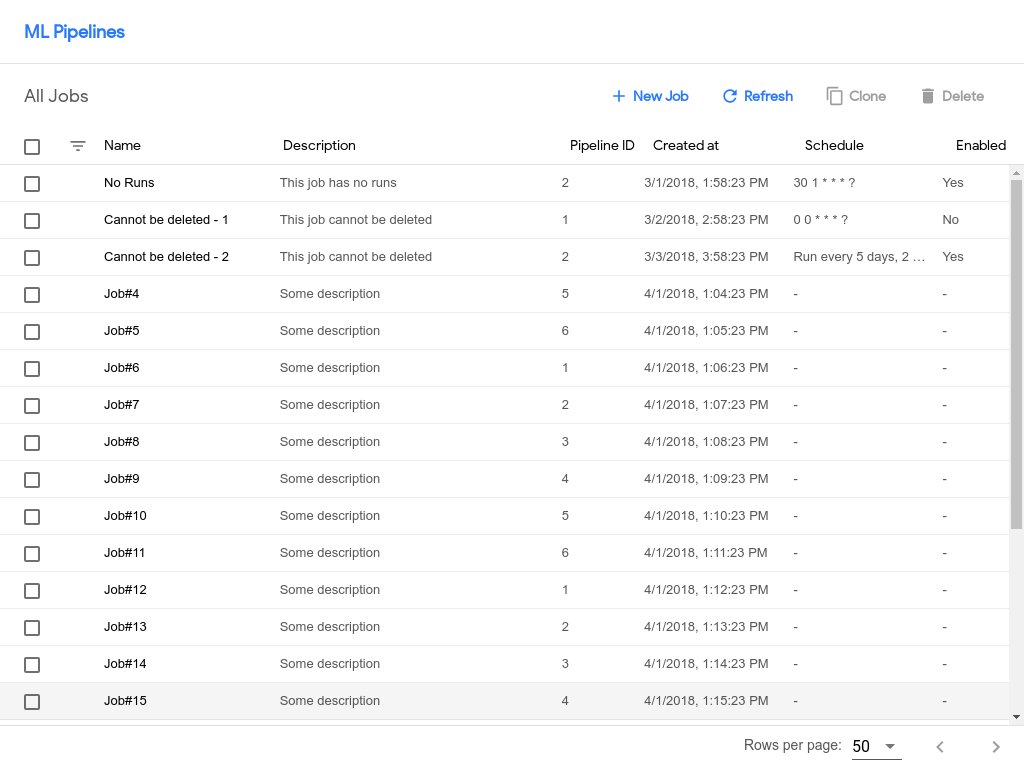 ML Pipelines
All Jobs
New Job Refresh Clone Delete
Name Description Pipeline ID Created at Schedule Enabled
No Runs This job has no runs 2 3/1/2018, 1:58:23 PM 30 1 * * * ? Yes
Cannot be deleted - 1 This job cannot be deleted 1 3/2/2018, 2:58:23 PM 0 0 * * * ? No
Cannot be deleted - 2 This job cannot be deleted 2 3/3/2018, 3:58:23 PM Run every 5 days, 2 … Yes
Job#4 Some description 5 4/1/2018, 1:04:23 PM - -
Job#5 Some description 6 4/1/2018, 1:05:23 PM - -
Job#6 Some description 1 4/1/2018, 1:06:23 PM - -
Job#7 Some description 2 4/1/2018, 1:07:23 PM - -
Job#8 Some description 3 4/1/2018, 1:08:23 PM - -
Job#9 Some description 4 4/1/2018, 1:09:23 PM - -
Job#10 Some description 5 4/1/2018, 1:10:23 PM - -
Job#11 Some description 6 4/1/2018, 1:11:23 PM - -
Job#12 Some description 1 4/1/2018, 1:12:23 PM - -
Job#13 Some description 2 4/1/2018, 1:13:23 PM - -
Job#14 Some description 3 4/1/2018, 1:14:23 PM - -
Job#15 Some description 4 4/1/2018, 1:15:23 PM - -
Rows per page: 50